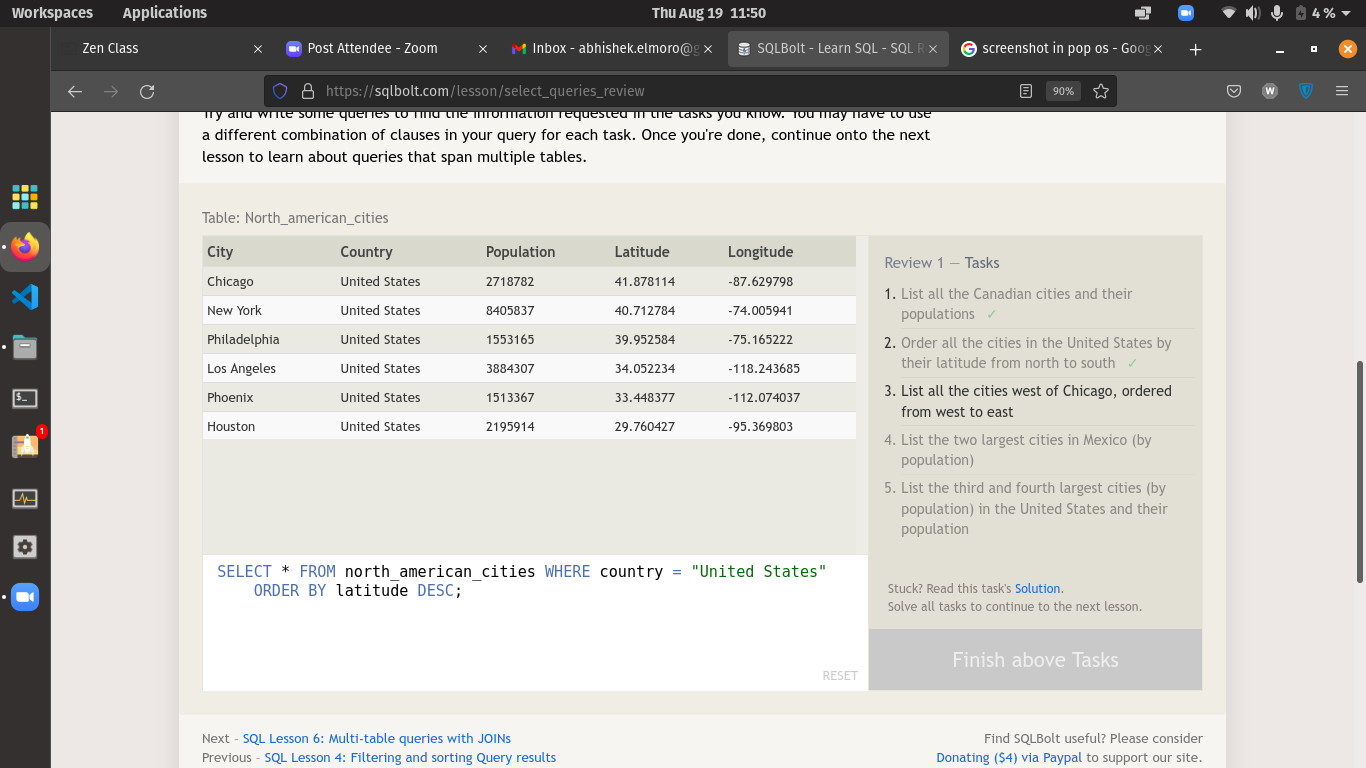 Workspaces Applications Thu Aug 19 11:50 4 %
Zen Class Post Attendee - Zoom Inbox - abhishek.elmoro@g SQLBolt - Learn SQL - SQL R screenshot in pop os - Goog
https://sqlbolt.com/lesson/select_queries_review 90% W
Try and write some queries to find the information requested in the tasks you know. You may have to use
a different combination of clauses in your query for each task. Once you're done, continue onto the next
lesson to learn about queries that span multiple tables.
Table: North_american_cities
City Country Population Latitude Longitude
Chicago United States 2718782 41.878114 -87.629798
New York United States 8405837 40.712784 -74.005941
Philadelphia United States 1553165 39.952584 -75.165222
Los Angeles United States 3884307 34.052234 -118.243685
Phoenix United States 1513367 33.448377 -112.074037
Houston United States 2195914 29.760427 -95.369803
SELECT * FROM north_american_cities WHERE country = "United States"
ORDER BY latitude DESC;
RESET
Review 1 — Tasks
1. List all the Canadian cities and their
populations ✓
2. Order all the cities in the United States by
their latitude from north to south ✓
3. List all the cities west of Chicago, ordered
from west to east
4. List the two largest cities in Mexico (by
population)
5. List the third and fourth largest cities (by
population) in the United States and their
population
Stuck? Read this task's Solution.
Solve all tasks to continue to the next lesson.
Finish above Tasks
Next – SQL Lesson 6: Multi-table queries with JOINs
Previous – SQL Lesson 4: Filtering and sorting Query results
Find SQLBolt useful? Please consider
Donating ($4) via Paypal to support our site.
1
$_